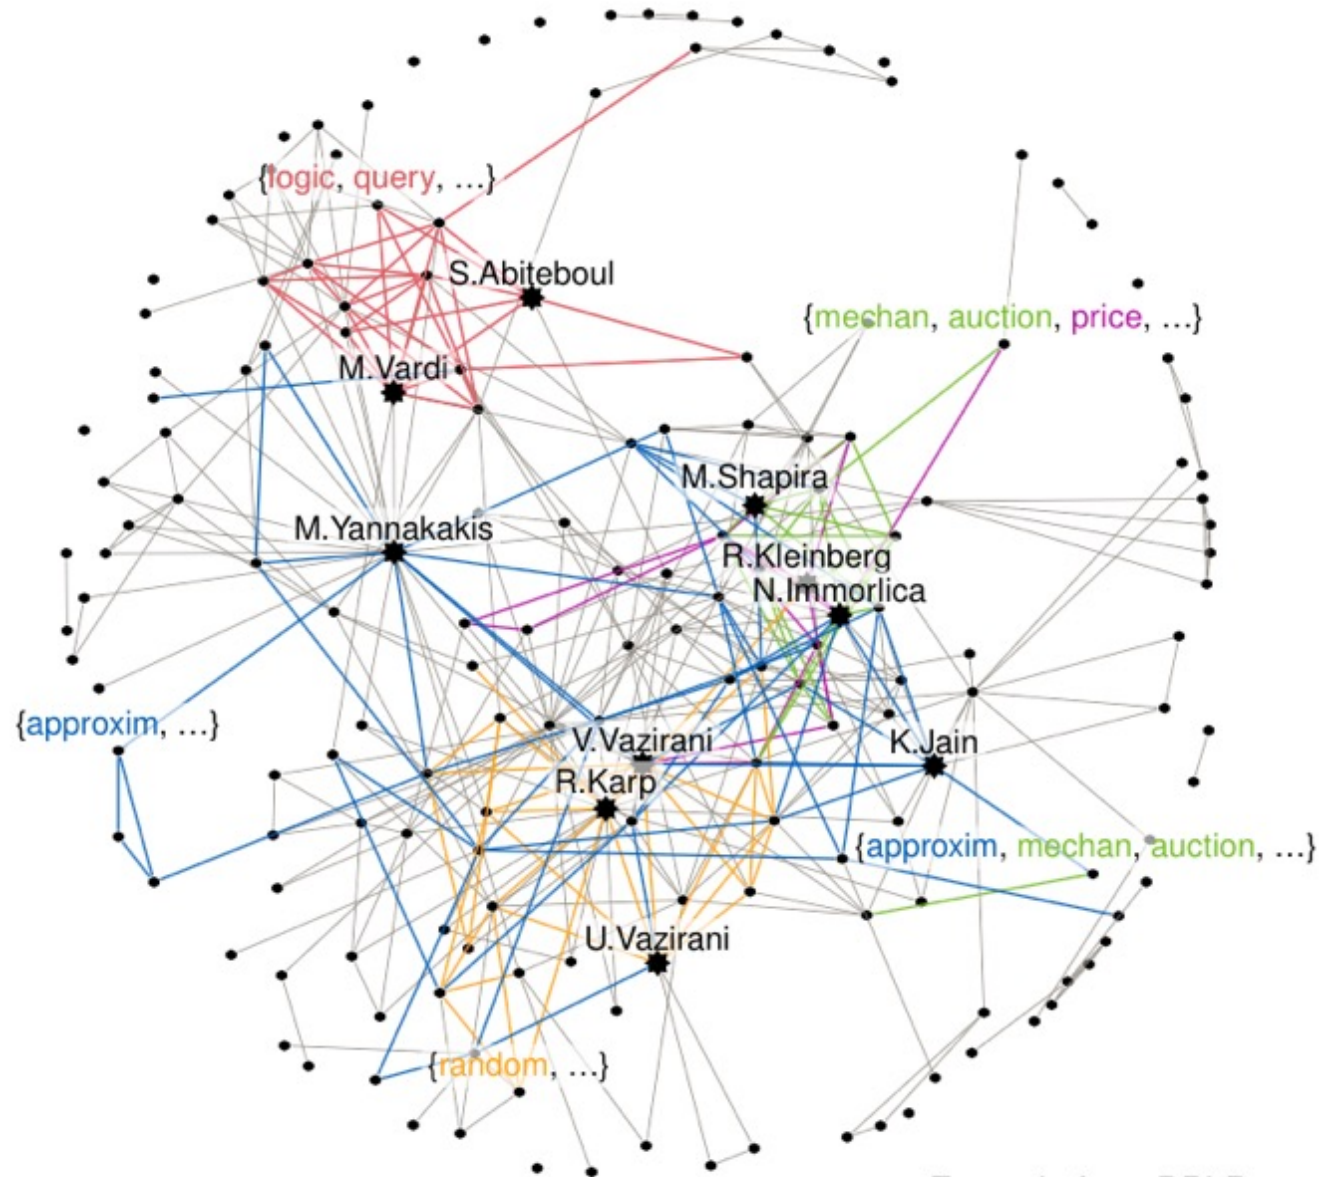 {logic, query, …}
S.Abiteboul
{mechan, auction, price, …}
M.Vardi
M.Shapira
M.Yannakakis
R.Kleinberg
N.Immorlica
{approxim, …}
V.Vazirani
K.Jain
R.Karp
{approxim, mechan, auction, …}
U.Vazirani
{random, …}